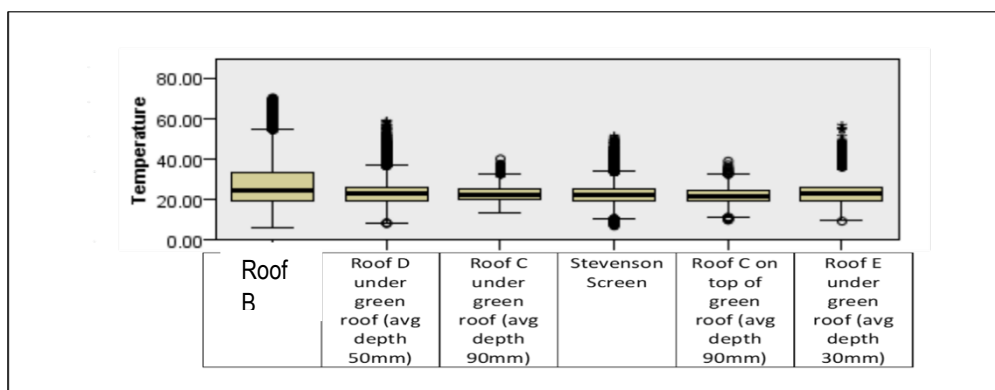 80.00
60.00
40.00
20.00
0.00
Temperature
Roof
B
Roof D
under
green
roof (avg
depth
50mm)
Roof C
under
green
roof (avg
depth
90mm)
Stevenson
Screen
Roof C on
top of
green
roof (avg
depth
90mm)
Roof E
under
green
roof (avg
depth
30mm)